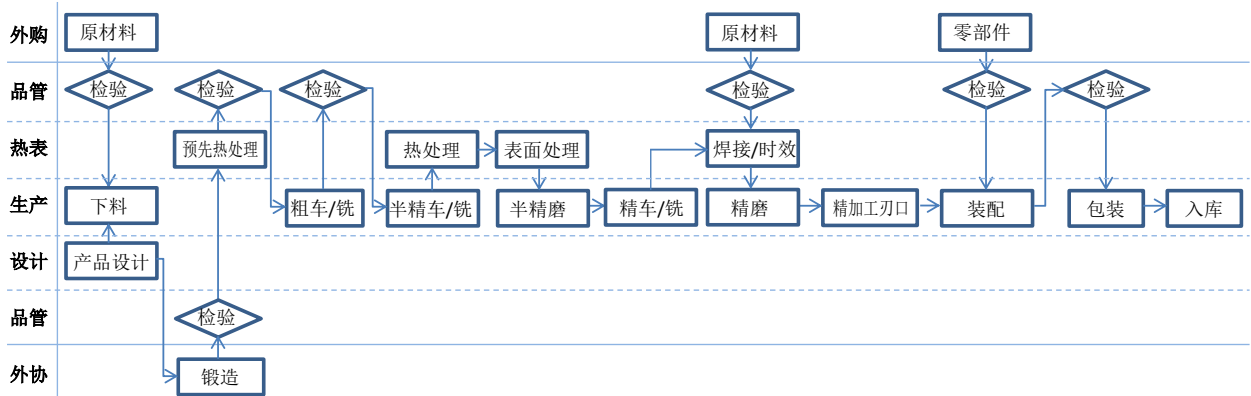 外购
原材料
原材料
零部件
品管
检验
检验
检验
检验
检验
检验
热表
预先热处理
热处理
表面处理
焊接/时效
生产
下料
粗车/铣
半精车/铣
半精磨
精车/铣
精磨
精加工刃口
装配
包装
入库
设计
产品设计
品管
检验
外协
锻造